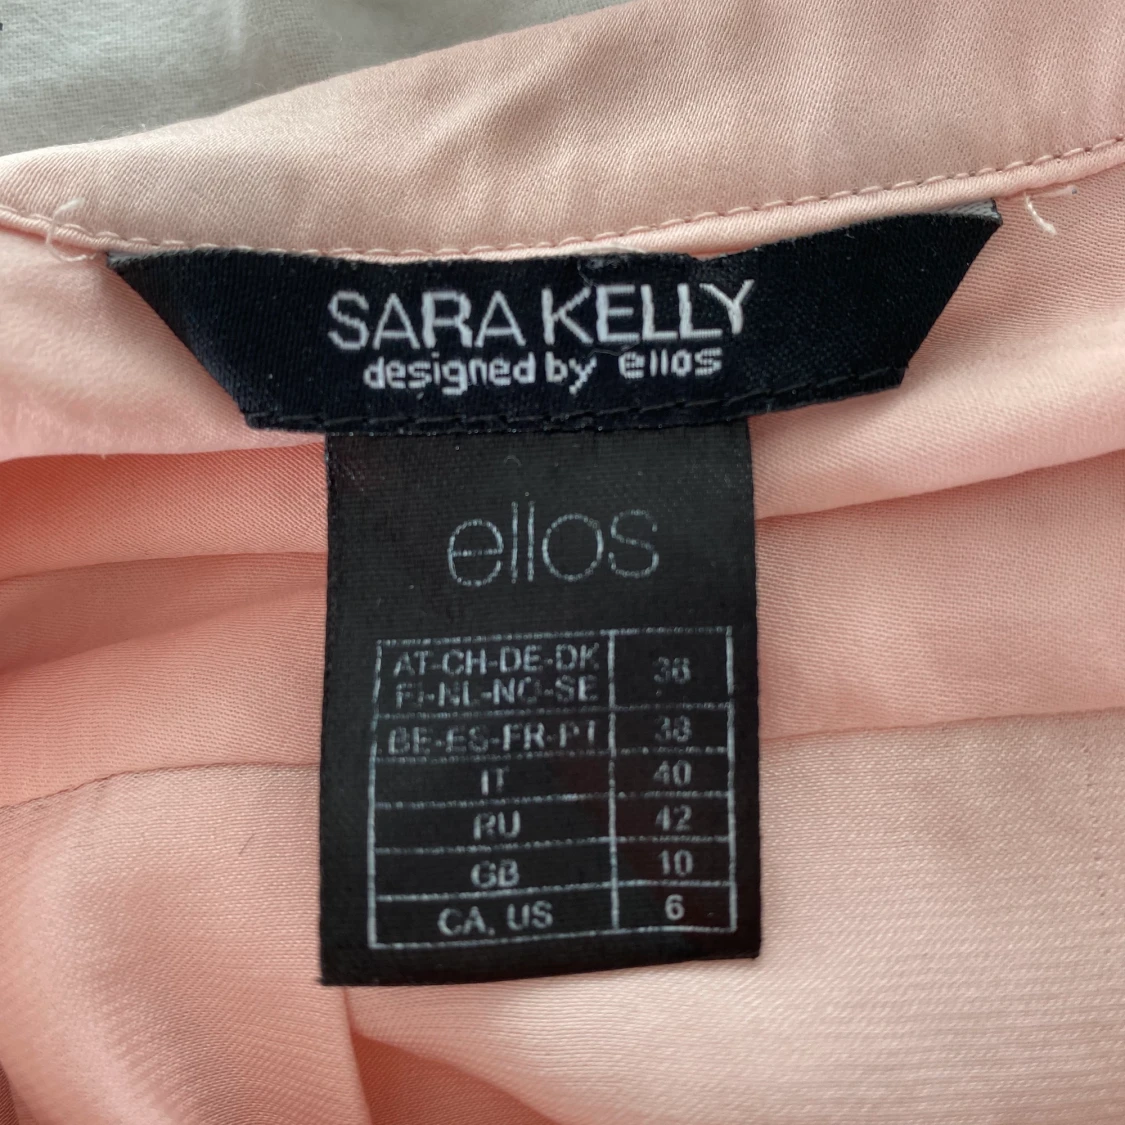 SARA KELLY
designed by ellos
ellos
AT-CH-DE-DK 36
FI-NL-NO-SE
BE-ES-FR-PT 38
IT 40
RU 42
GB 10
CA, US 6